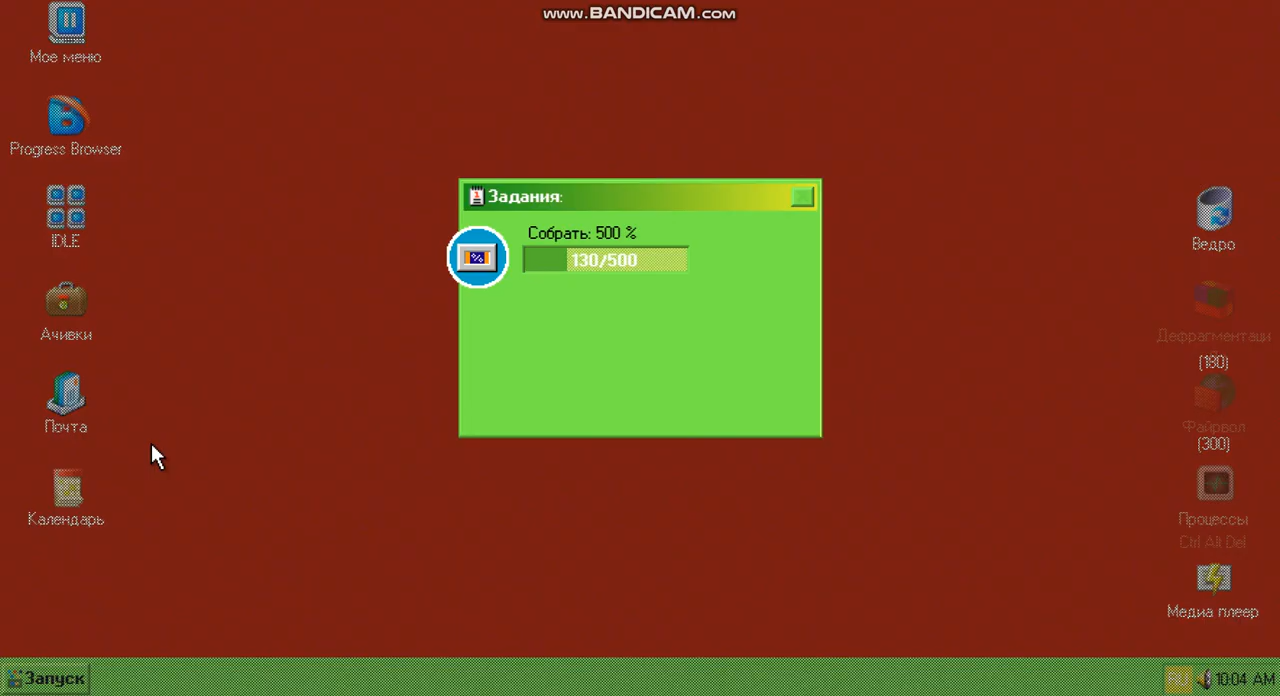 www.BANDICAM.com
Мое меню
Progress Browser
IDLE
Ачивки
Почта
Календарь
Задания:
Собрать: 500 %
130/500
Ведро
Дефрагментаци
(180)
Файрвол
(300)
Процессы
Ctrl Alt Del
Медиа плеер
Запуск
RU
10:04 AM